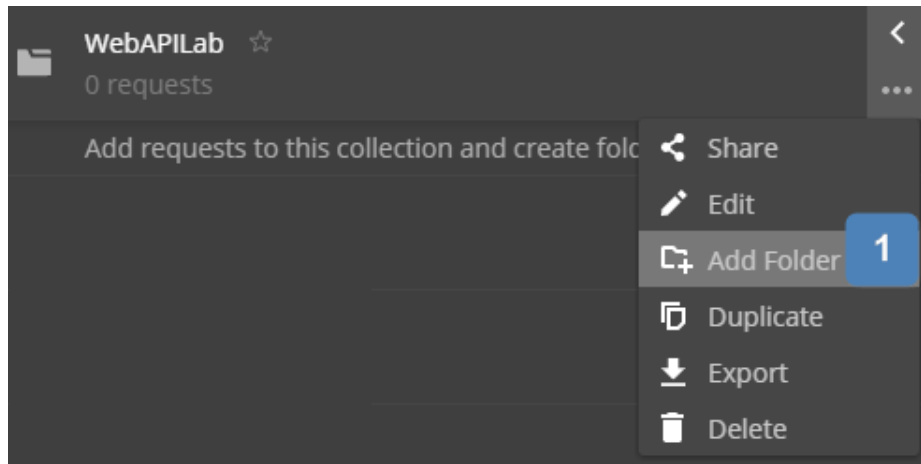 WebAPILab
0 requests
Add requests to this collection and create fold
Share
Edit
Add Folder
1
Duplicate
Export
Delete